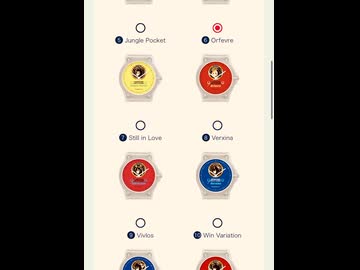 5 Jungle Pocket
6 Orfevre
7 Still in Love
8 Verxina
9 Vivlos
10 Win Variation